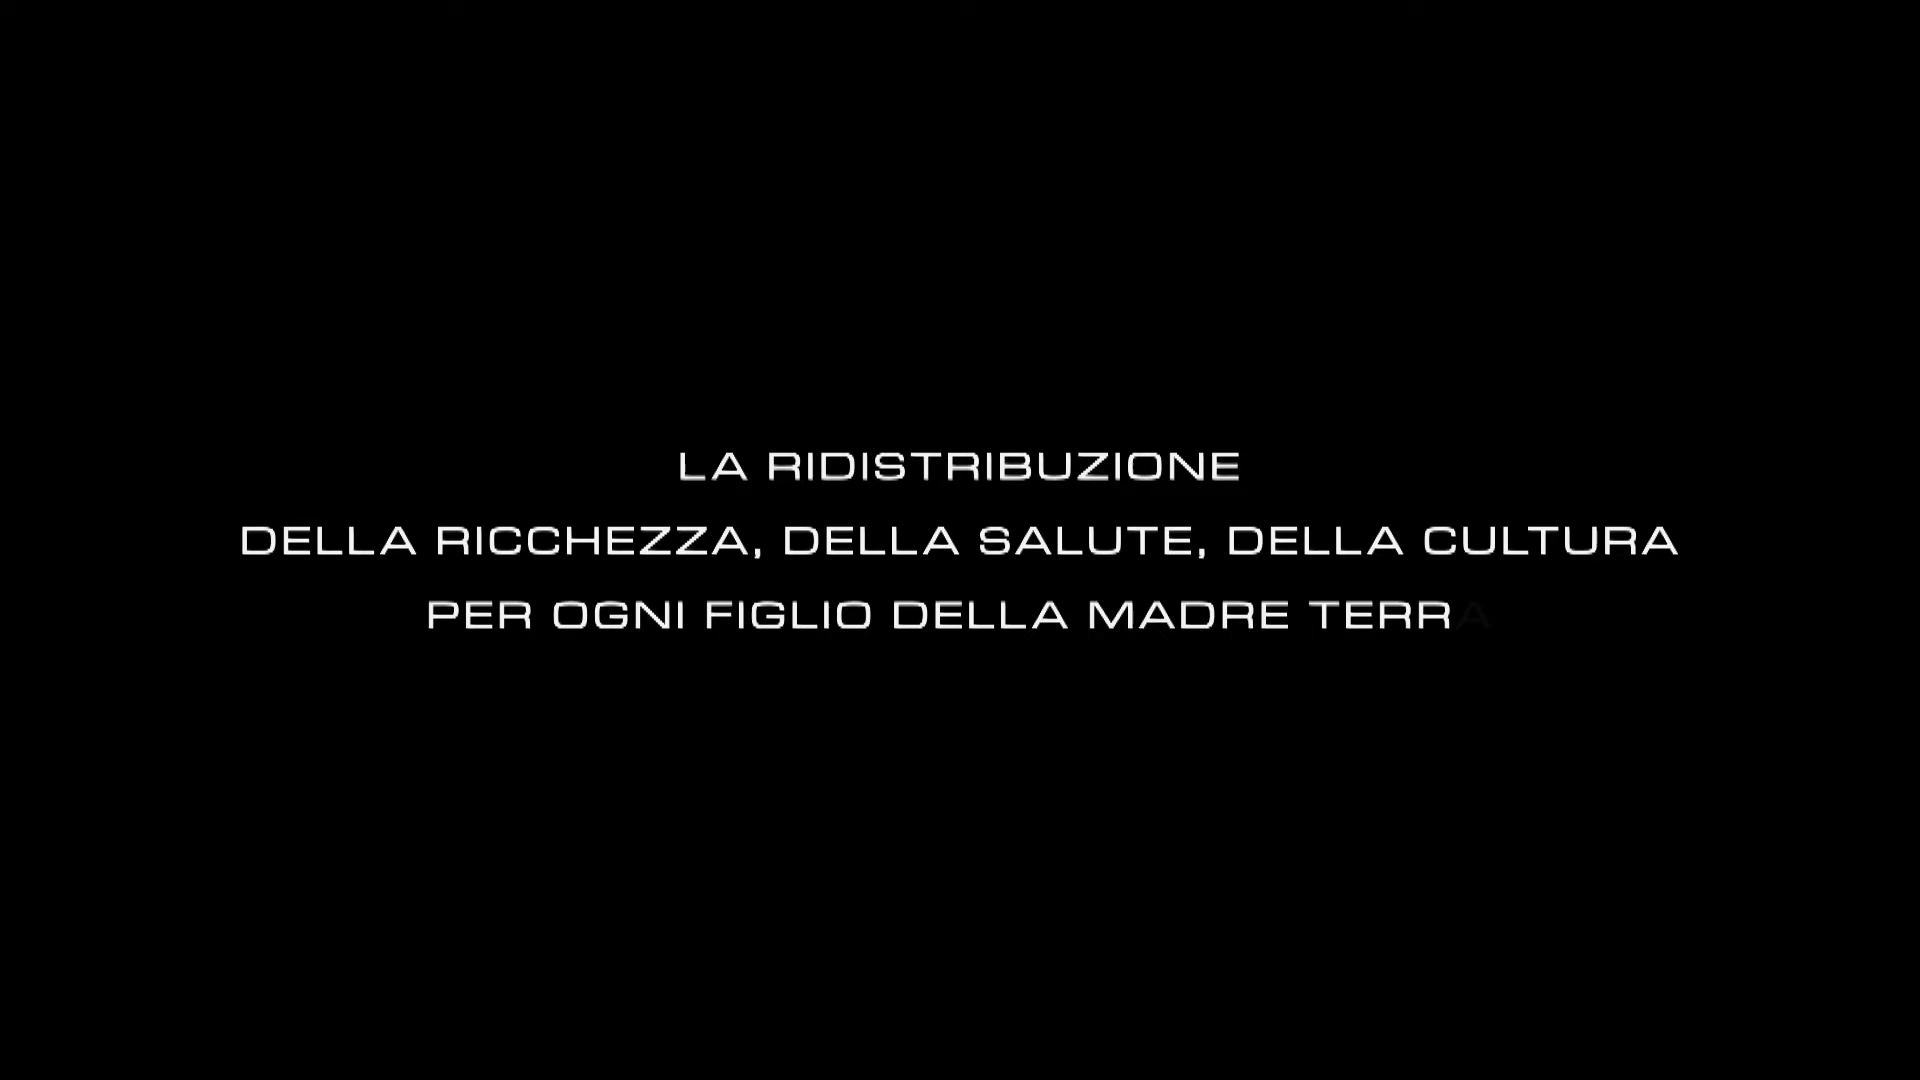 LA RIDISTRIBUZIONE
DELLA RICCHEZZA, DELLA SALUTE, DELLA CULTURA
PER OGNI FIGLIO DELLA MADRE TERRA